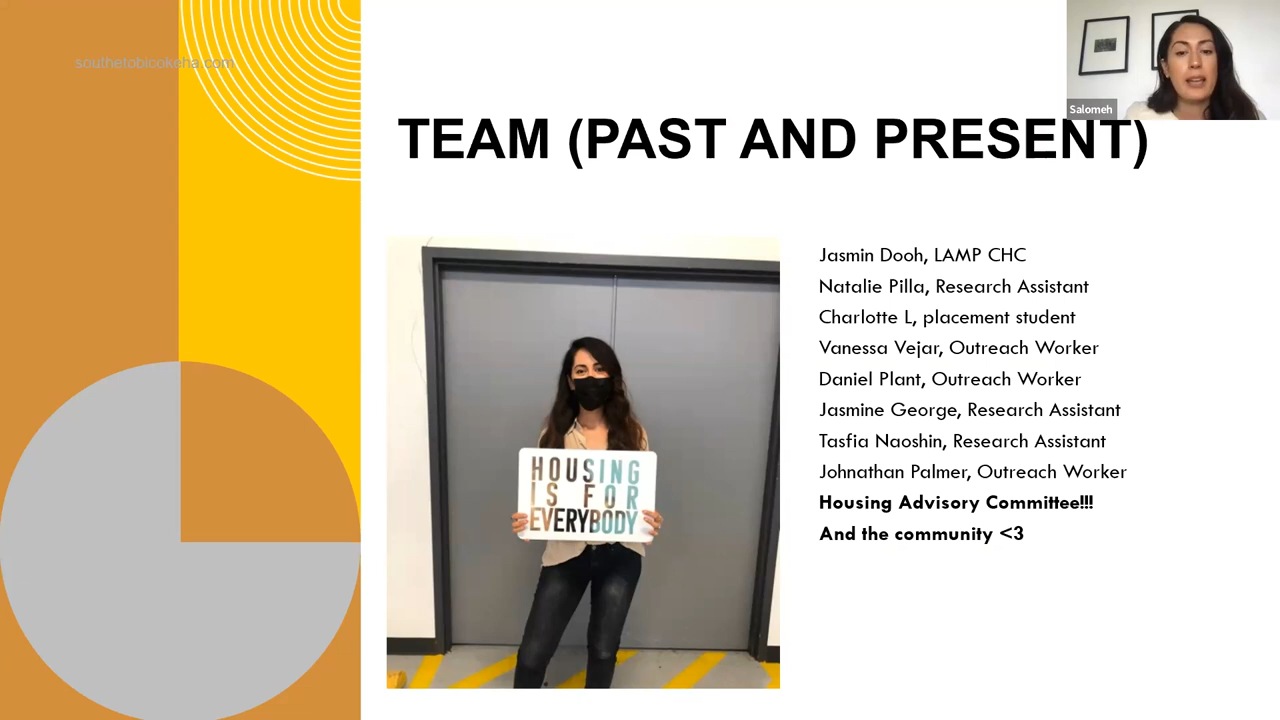 southetobicokeha.com
Salomeh
TEAM (PAST AND PRESENT)
HOUSING
IS FOR
EVERYBODY
Jasmin Dooh, LAMP CHC
Natalie Pilla, Research Assistant
Charlotte L, placement student
Vanessa Vejar, Outreach Worker
Daniel Plant, Outreach Worker
Jasmine George, Research Assistant
Tasfia Naoshin, Research Assistant
Johnathan Palmer, Outreach Worker
Housing Advisory Committee!!!
And the community <3